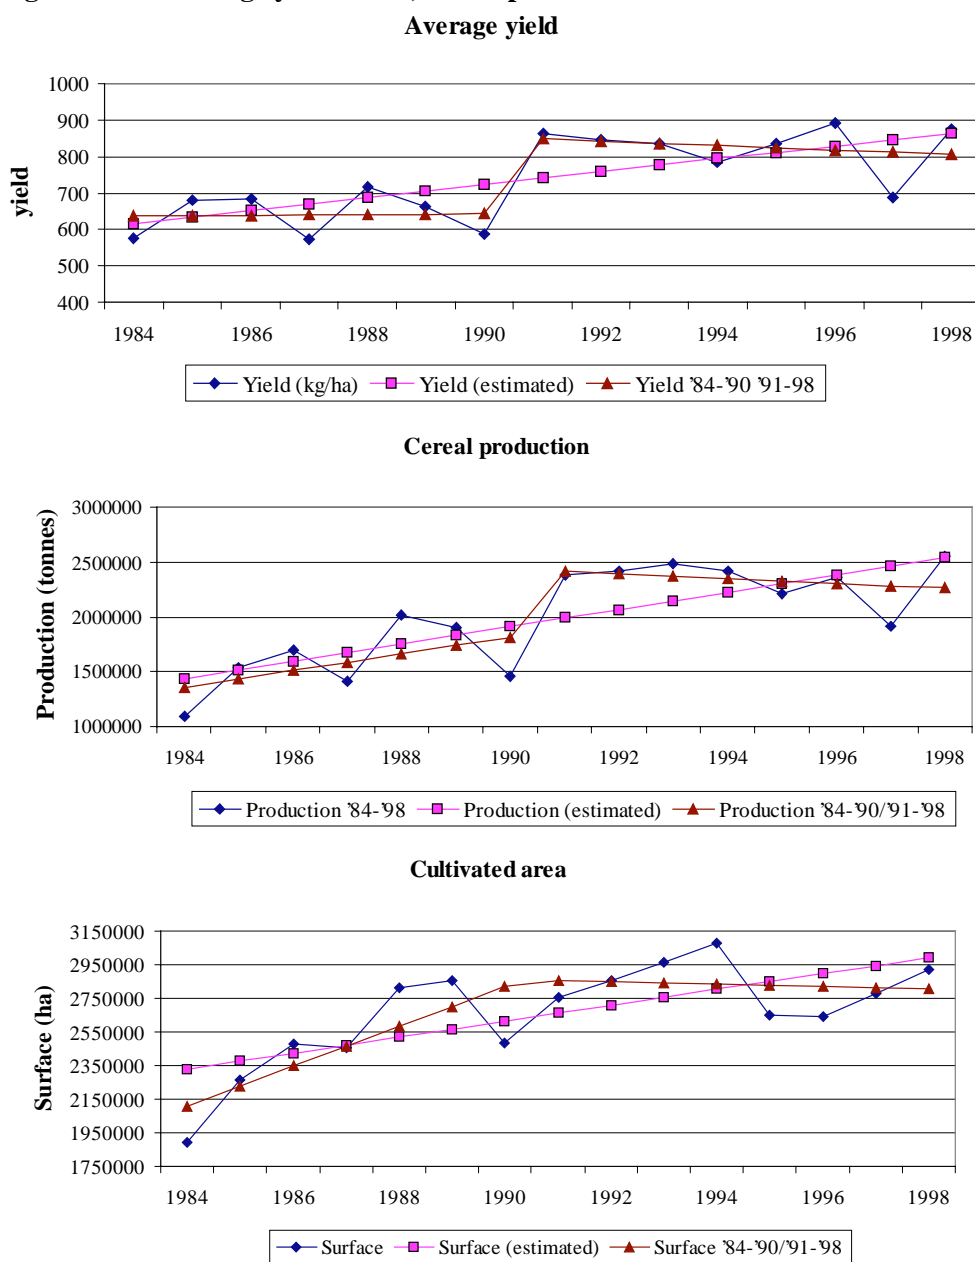 Average yield
1000
900
800
700
600
500
400
yield
1984 1986 1988 1990 1992 1994 1996 1998
Yield (kg/ha) Yield (estimated) Yield '84-'90 '91-98
Cereal production
3000000
2500000
2000000
1500000
1000000
Production (tonnes)
1984 1986 1988 1990 1992 1994 1996 1998
Production '84-'98 Production (estimated) Production '84-'90/'91-'98
Cultivated area
3150000
2950000
2750000
2550000
2350000
2150000
1950000
1750000
Surface (ha)
1984 1986 1988 1990 1992 1994 1996 1998
Surface Surface (estimated) Surface '84-'90/'91-'98